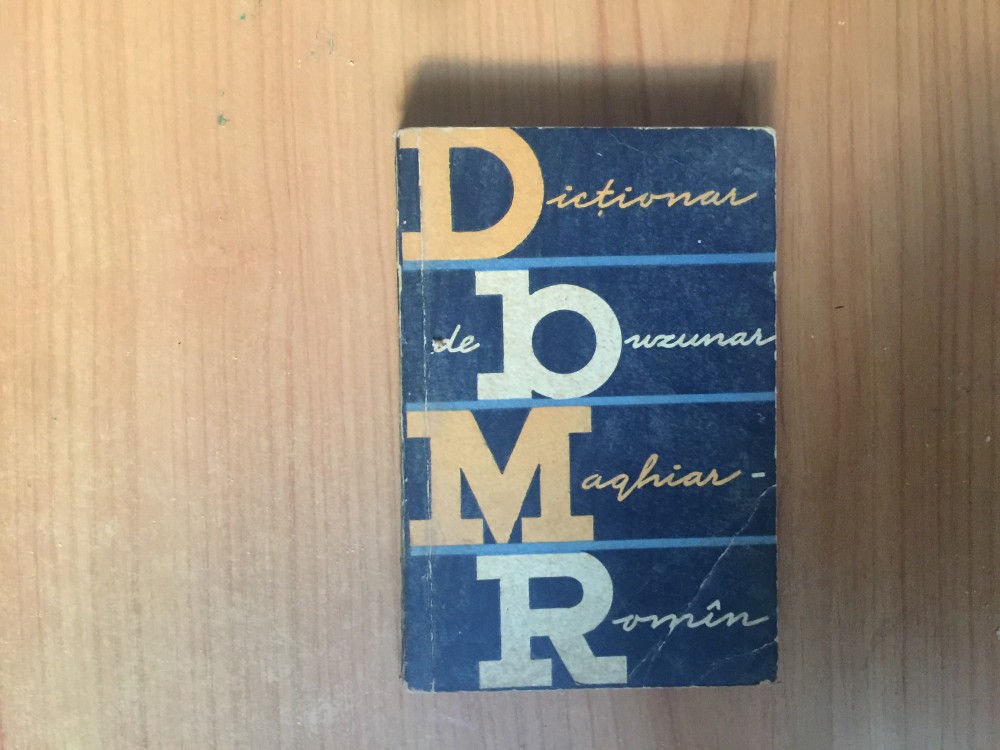 Dicționar
de buzunar
Maghiar -
Romîn